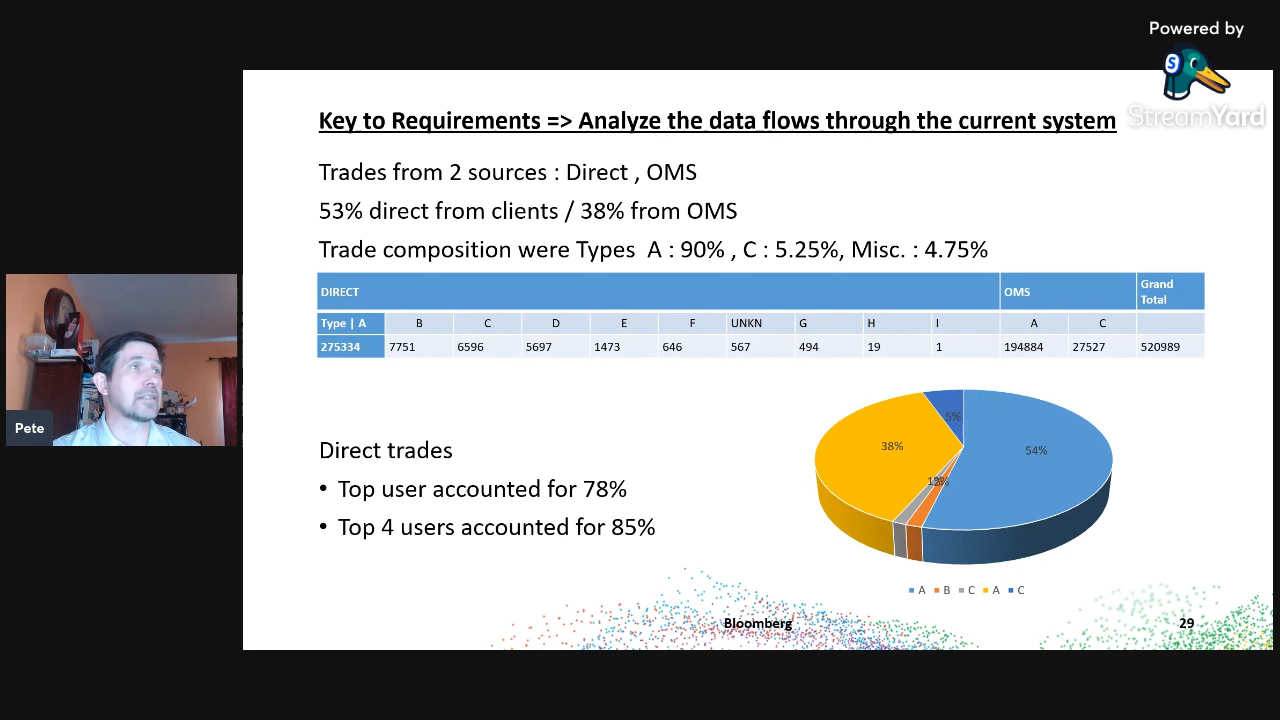 Powered by
S
StreamYard
Key to Requirements => Analyze the data flows through the current system
Trades from 2 sources : Direct , OMS
53% direct from clients / 38% from OMS
Trade composition were Types  A : 90% , C : 5.25%, Misc. : 4.75%
DIRECT OMS Grand Total
Type | A B C D E F UNKN G H I A C
275334 7751 6596 5697 1473 646 567 494 19 1 194884 27527 520989
Pete
Direct trades
• Top user accounted for 78%
• Top 4 users accounted for 85%
5%
38%
54%
A B C A C
Bloomberg
29